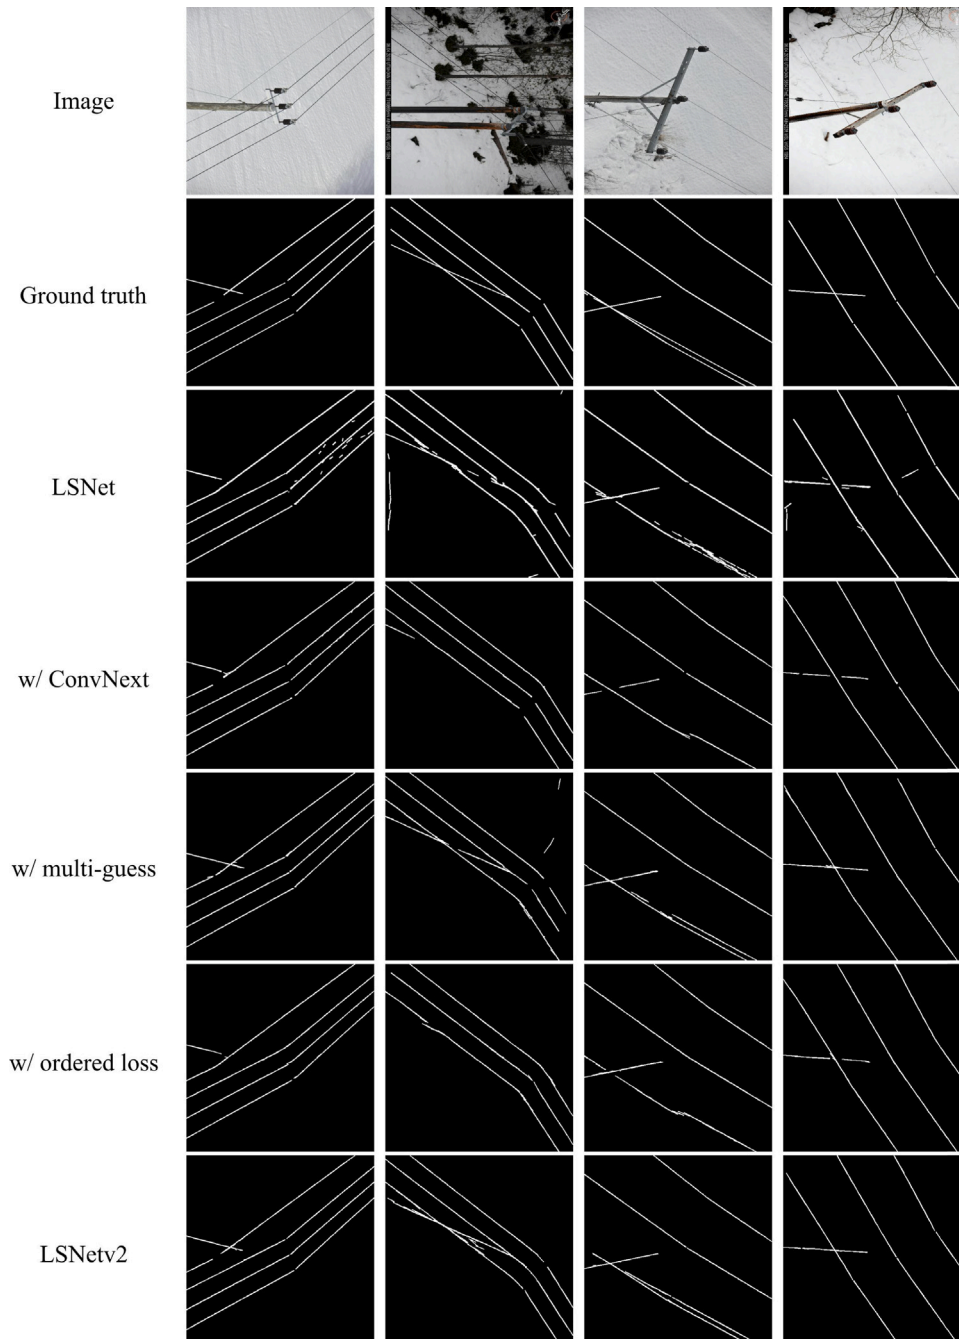 Image
Ground truth
LSNet
w/ ConvNext
w/ multi-guess
w/ ordered loss
LSNetv2